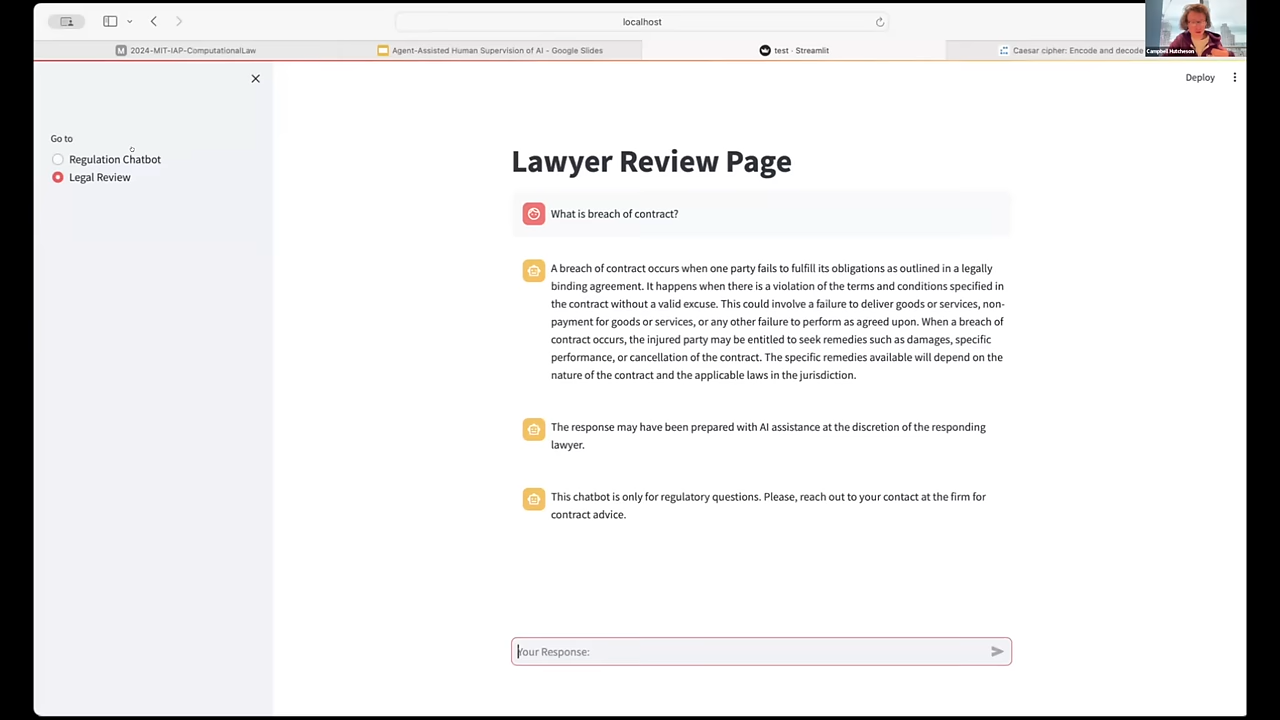 localhost
2024-MIT-IAP-ComputationalLaw
Agent-Assisted Human Supervision of AI - Google Slides
test · Streamlit
Caesar cipher: Encode and decode
Campbell Hutcheson
Deploy
Go to
Regulation Chatbot
Legal Review
Lawyer Review Page
What is breach of contract?
A breach of contract occurs when one party fails to fulfill its obligations as outlined in a legally
binding agreement. It happens when there is a violation of the terms and conditions specified in
the contract without a valid excuse. This could involve a failure to deliver goods or services, non-
payment for goods or services, or any other failure to perform as agreed upon. When a breach of
contract occurs, the injured party may be entitled to seek remedies such as damages, specific
performance, or cancellation of the contract. The specific remedies available will depend on the
nature of the contract and the applicable laws in the jurisdiction.
The response may have been prepared with AI assistance at the discretion of the responding
lawyer.
This chatbot is only for regulatory questions. Please, reach out to your contact at the firm for
contract advice.
Your Response: